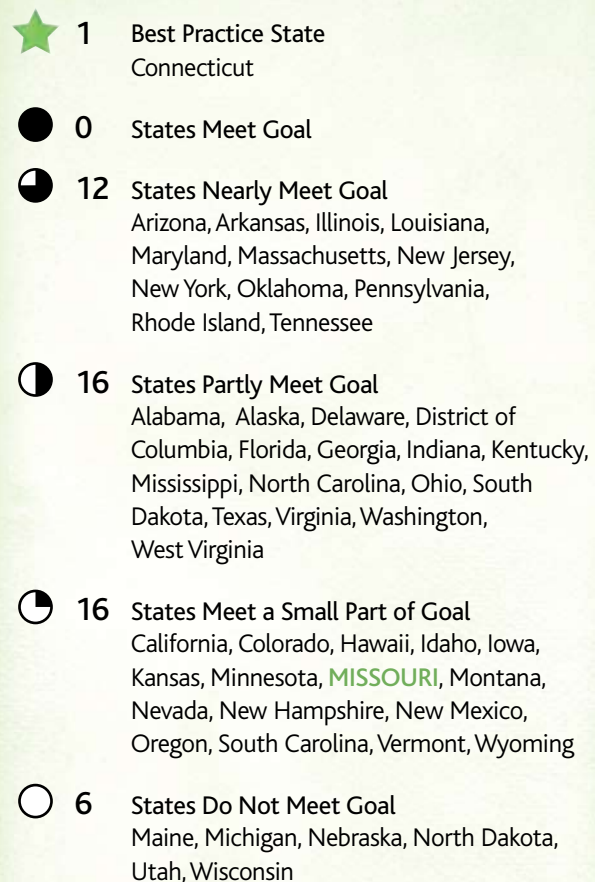 1 Best Practice State
Connecticut
0 States Meet Goal
12 States Nearly Meet Goal
Arizona, Arkansas, Illinois, Louisiana,
Maryland, Massachusetts, New Jersey,
New York, Oklahoma, Pennsylvania,
Rhode Island, Tennessee
16 States Partly Meet Goal
Alabama, Alaska, Delaware, District of
Columbia, Florida, Georgia, Indiana, Kentucky,
Mississippi, North Carolina, Ohio, South
Dakota, Texas, Virginia, Washington,
West Virginia
16 States Meet a Small Part of Goal
California, Colorado, Hawaii, Idaho, Iowa,
Kansas, Minnesota, MISSOURI, Montana,
Nevada, New Hampshire, New Mexico,
Oregon, South Carolina, Vermont, Wyoming
6 States Do Not Meet Goal
Maine, Michigan, Nebraska, North Dakota,
Utah, Wisconsin